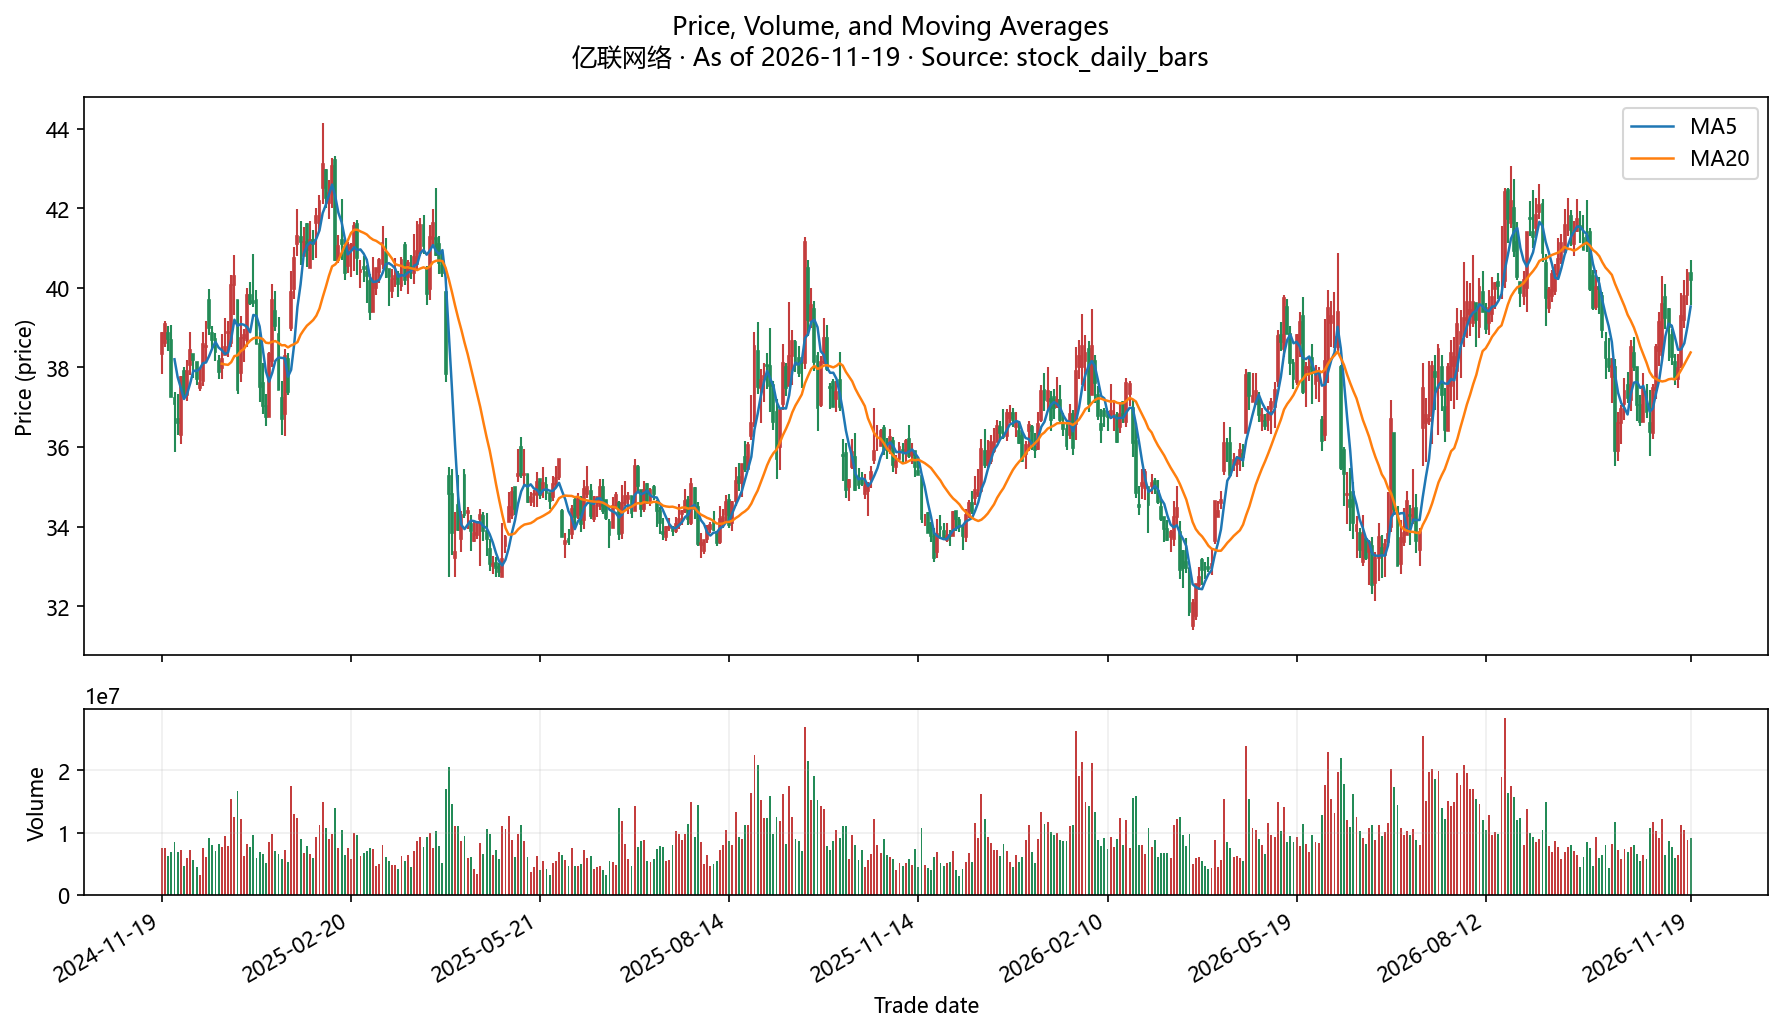 Price, Volume, and Moving Averages
亿联网络 · As of 2026-11-19 · Source: stock_daily_bars
MA5
MA20
Price (price)
44
42
40
38
36
34
32
1e7
Volume
2
1
0
2024-11-19
2025-02-20
2025-05-21
2025-08-14
2025-11-14
2026-02-10
2026-05-19
2026-08-12
2026-11-19
Trade date